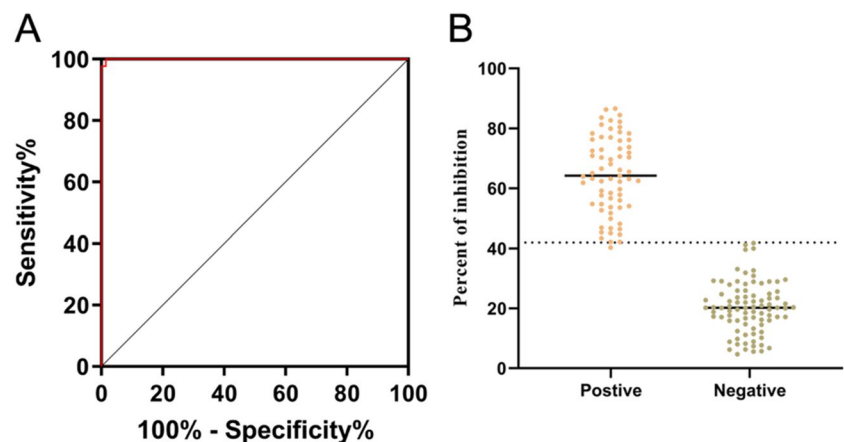 A
Sensitivity%
100
80
60
40
20
0
0 20 40 60 80 100
100% - Specificity%
B
Percent of inhibition
100
80
60
40
20
0
Postive Negative